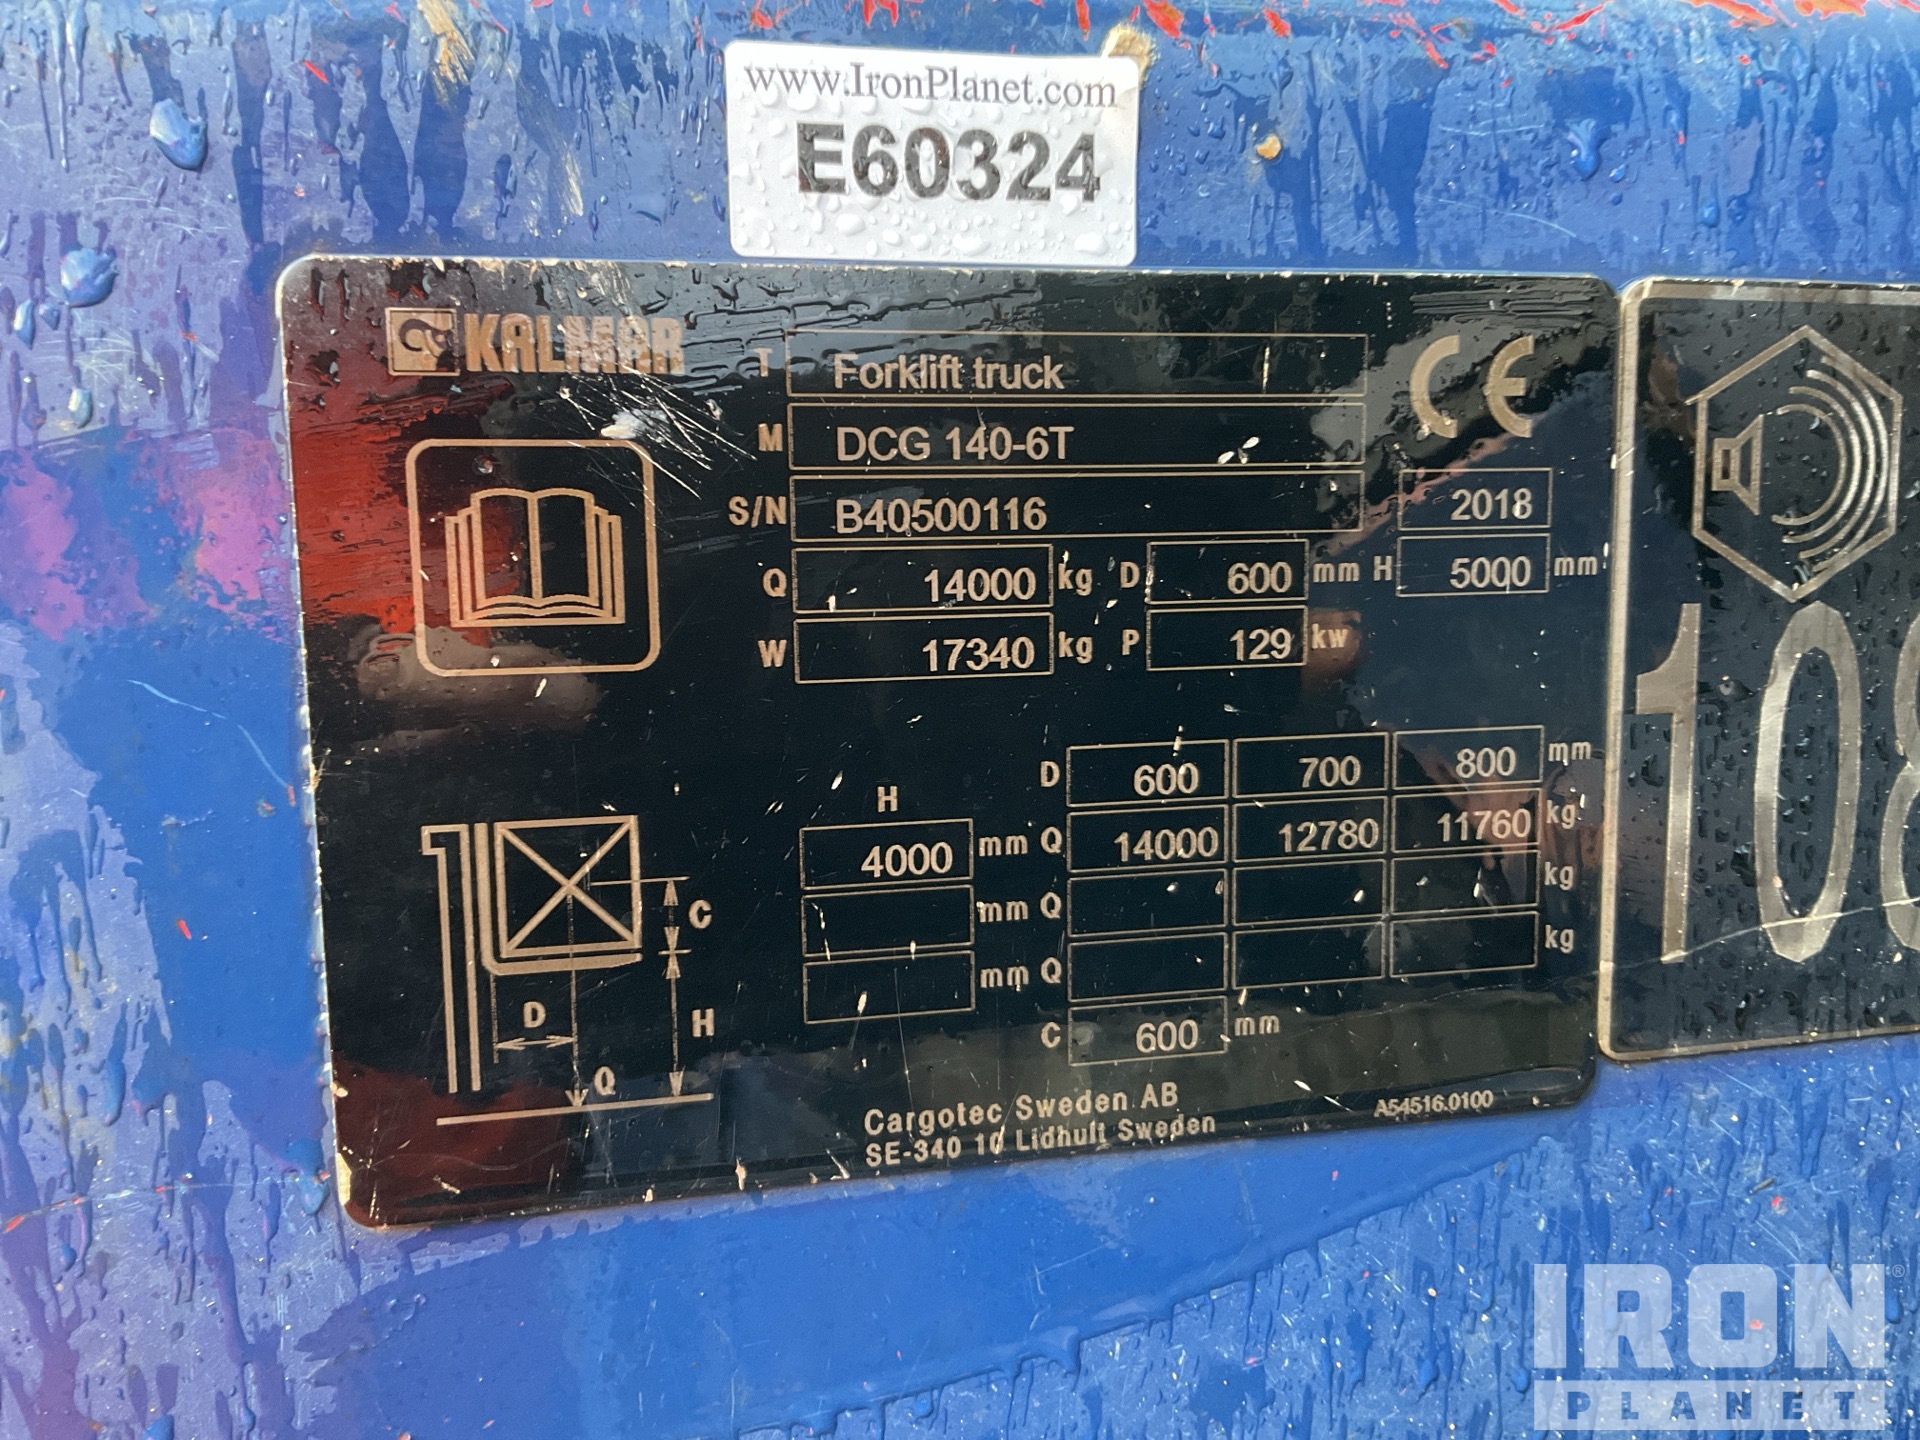 www.IronPlanet.com
E60324
KALMAR
T Forklift truck
CE
M DCG 140-6T
S/N B40500116 2018
Q 14000 kg D 600 mm H 5000 mm
W 17340 kg P 129 kw
D 600 700 800 mm
H
4000 mm Q 14000 12780 11760 kg
mm Q kg
mm Q kg
C 600 mm
C
H
D
Q
Cargotec Sweden AB
SE-340 10 Lidhult Sweden
A54516.0100
108
IRON®
PLANET